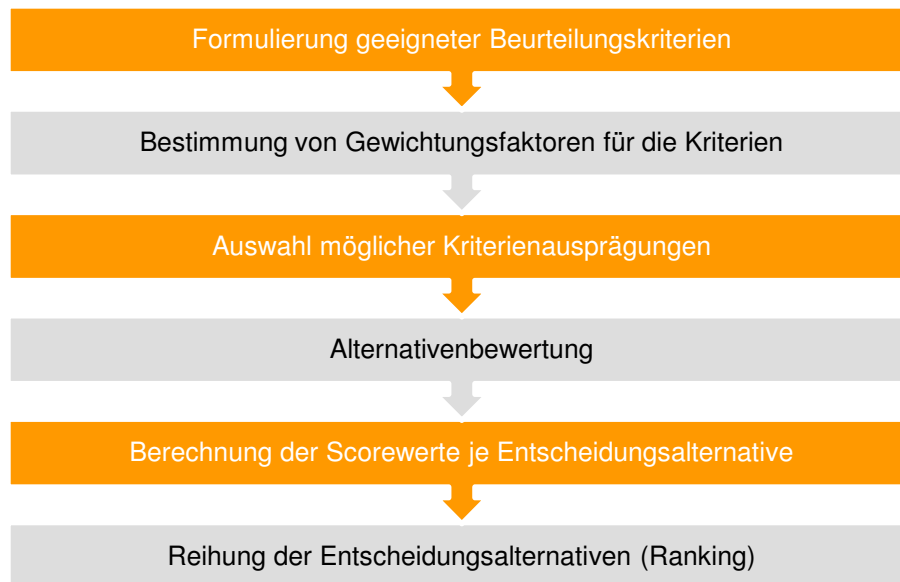 Formulierung geeigneter Beurteilungskriterien
Bestimmung von Gewichtungsfaktoren für die Kriterien
Auswahl möglicher Kriterienausprägungen
Alternativenbewertung
Berechnung der Scorewerte je Entscheidungsalternative
Reihung der Entscheidungsalternativen (Ranking)